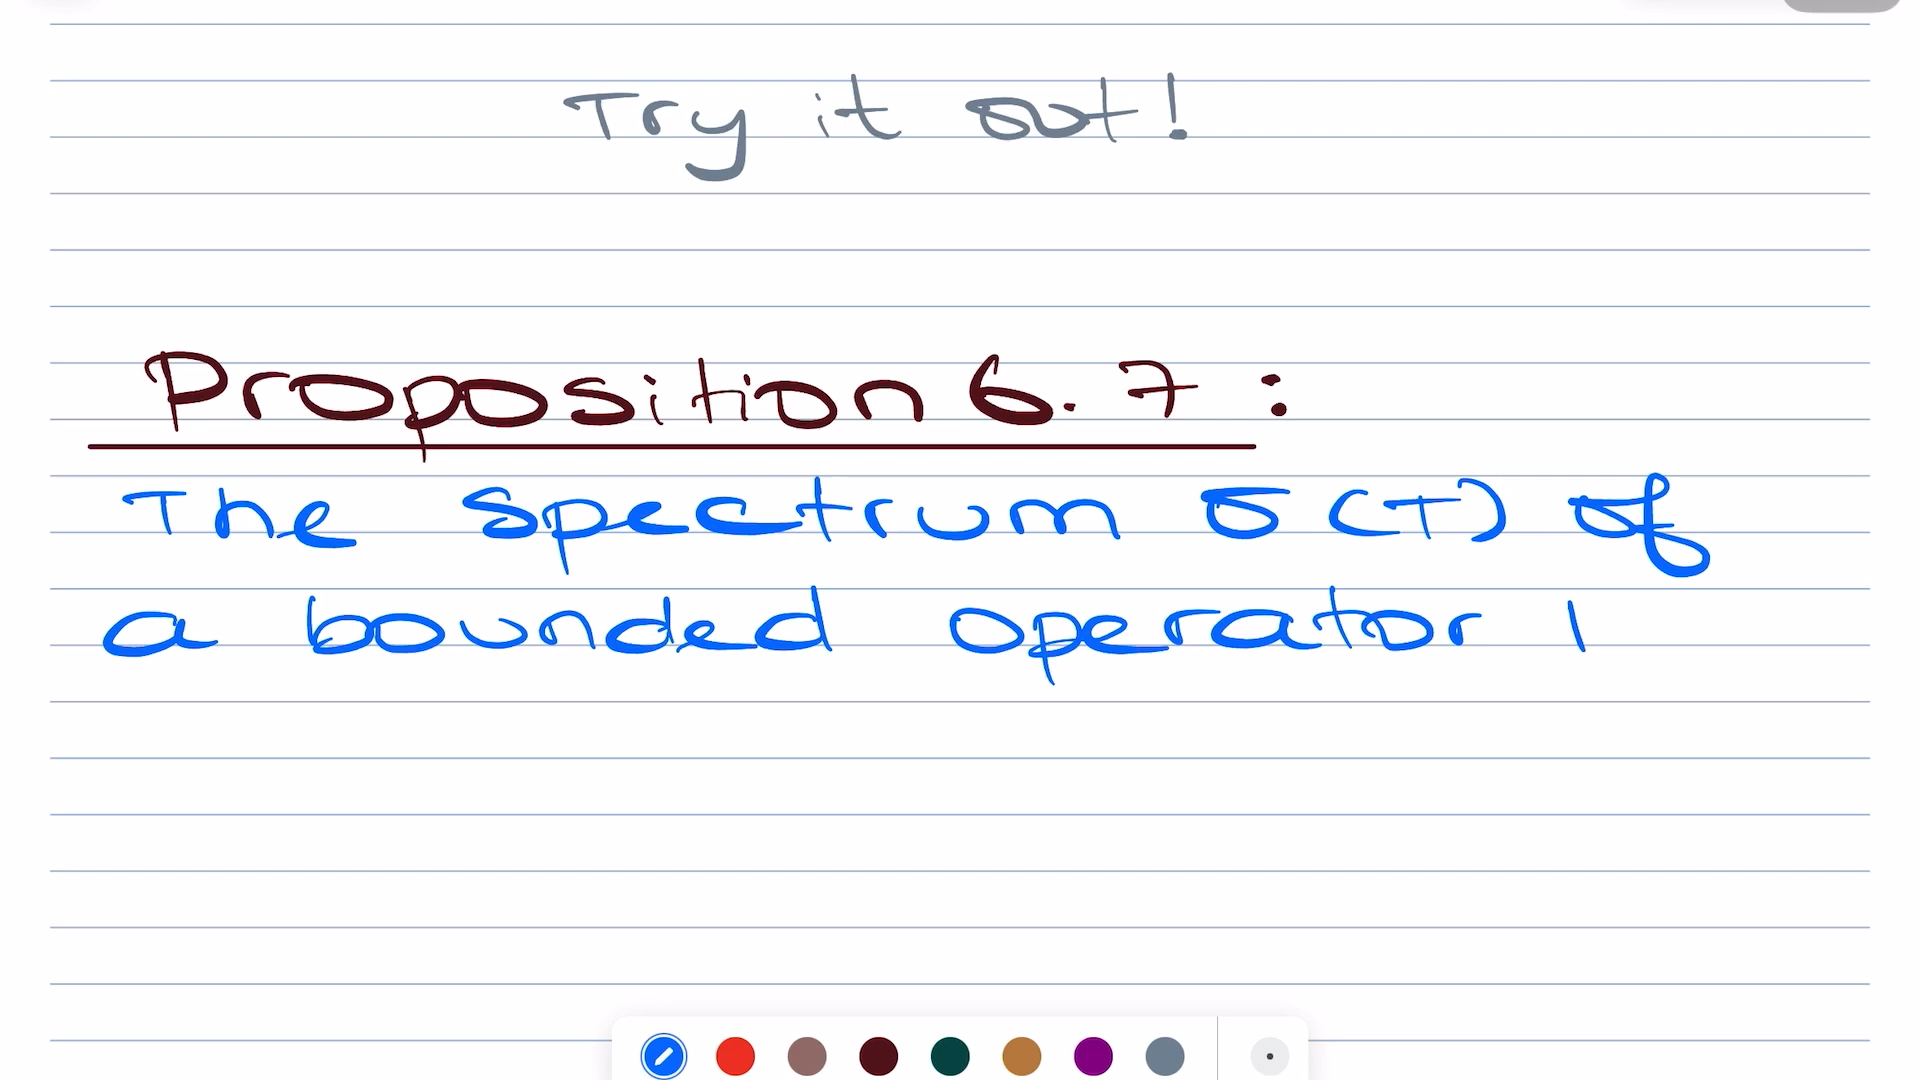 Try it out!
Proposition 6.7:
The spectrum σ(T) of
a bounded operator